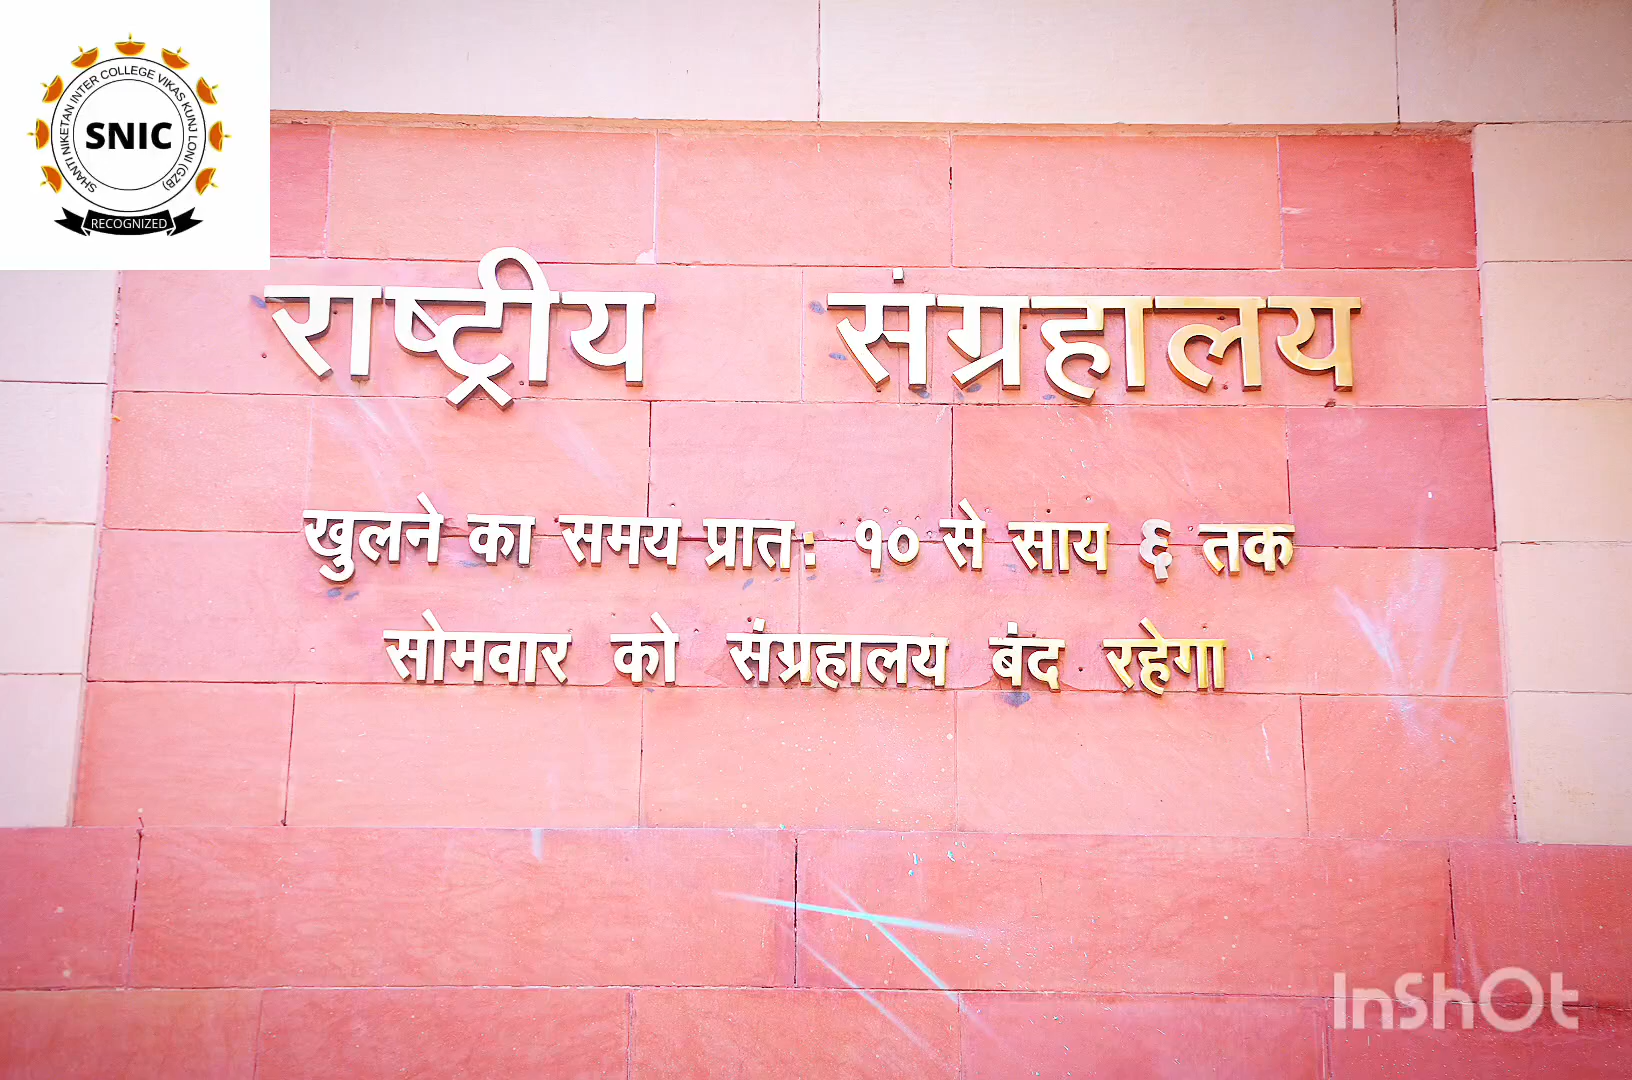 SHANTI NIKETAN INTER COLLEGE VIKAS KUNJ LONI (GZB)
SNIC
RECOGNIZED
राष्ट्रीय संग्रहालय
खुलने का समय प्रात: १० से साय ६ तक
सोमवार को संग्रहालय बंद रहेगा
InShOt